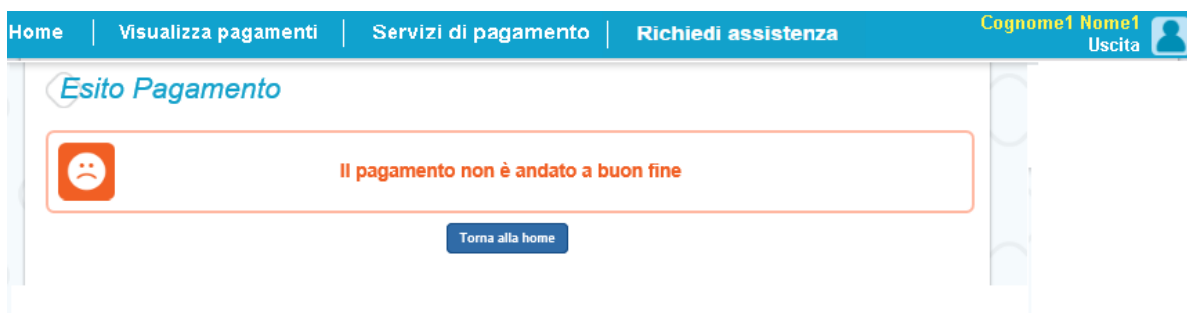 Home Visualizza pagamenti Servizi di pagamento Richiedi assistenza Cognome1 Nome1
Uscita
Esito Pagamento
Il pagamento non è andato a buon fine
Torna alla home